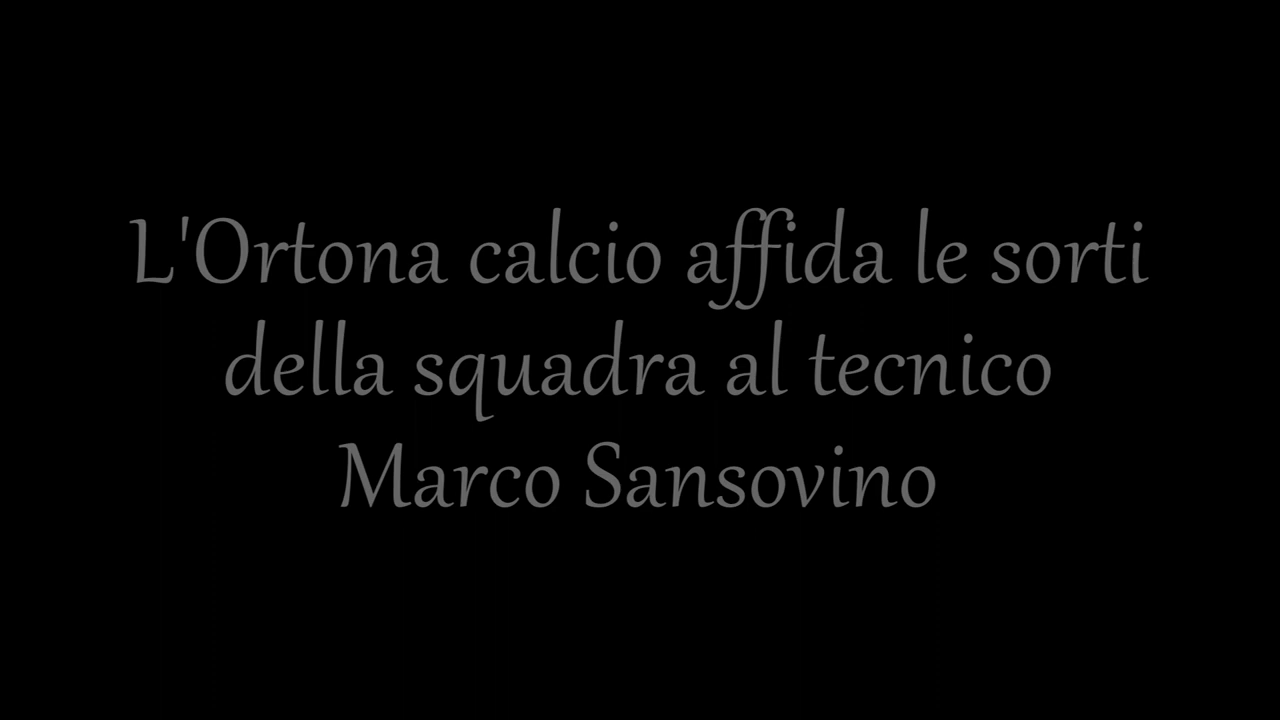 L'Ortona calcio affida le sorti
della squadra al tecnico
Marco Sansovino